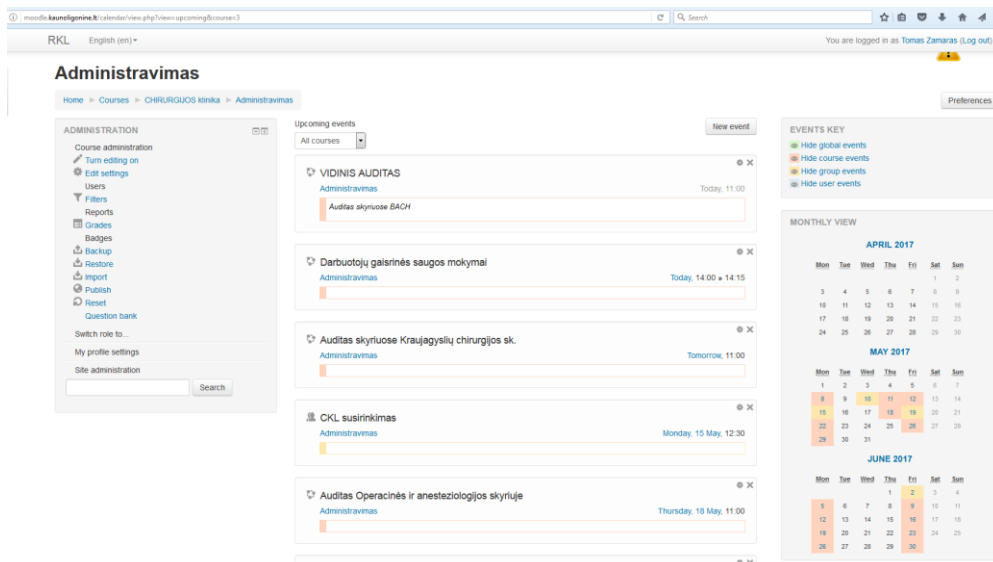 moodle.kaunoligonine.lt/calendar/view.php?view=upcoming&course=3
Search
RKL English (en)
You are logged in as Tomas Zamaras (Log out)
Administravimas
Home Courses CHIRURGIJOS klinika Administravimas
Preferences
ADMINISTRATION
Course administration
Turn editing on
Edit settings
Users
Filters
Reports
Grades
Badges
Backup
Restore
Import
Publish
Reset
Question bank
Switch role to...
My profile settings
Site administration
Search
Upcoming events
All courses
New event
VIDINIS AUDITAS
Administravimas Today, 11:00
Auditas skyriuose BACH
Darbuotojų gaisrinės saugos mokymai
Administravimas Today, 14:00 » 14:15
Auditas skyriuose Kraujagyslių chirurgijos sk.
Administravimas Tomorrow, 11:00
CKL susirinkimas
Administravimas Monday, 15 May, 12:30
Auditas Operacinės ir anesteziologijos skyriuje
Administravimas Thursday, 18 May, 11:00
EVENTS KEY
Hide global events
Hide course events
Hide group events
Hide user events
MONTHLY VIEW
APRIL 2017
Mon Tue Wed Thu Fri Sat Sun
1 2
3 4 5 6 7 8 9
10 11 12 13 14 15 16
17 18 19 20 21 22 23
24 25 26 27 28 29 30
MAY 2017
Mon Tue Wed Thu Fri Sat Sun
1 2 3 4 5 6 7
8 9 10 11 12 13 14
15 16 17 18 19 20 21
22 23 24 25 26 27 28
29 30 31
JUNE 2017
Mon Tue Wed Thu Fri Sat Sun
1 2 3 4
5 6 7 8 9 10 11
12 13 14 15 16 17 18
19 20 21 22 23 24 25
26 27 28 29 30